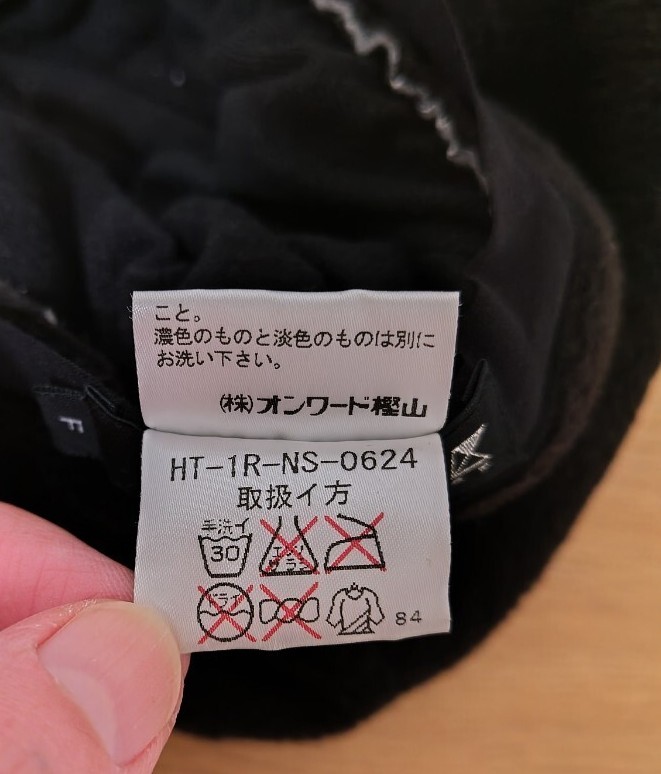 こと。
濃色のものと淡色のものは別に
お洗い下さい。
(株)オンワード樫山
F
HT-1R-NS-0624
取扱イ方
手洗イ
30
エンソ
サラシ
ドライ
84